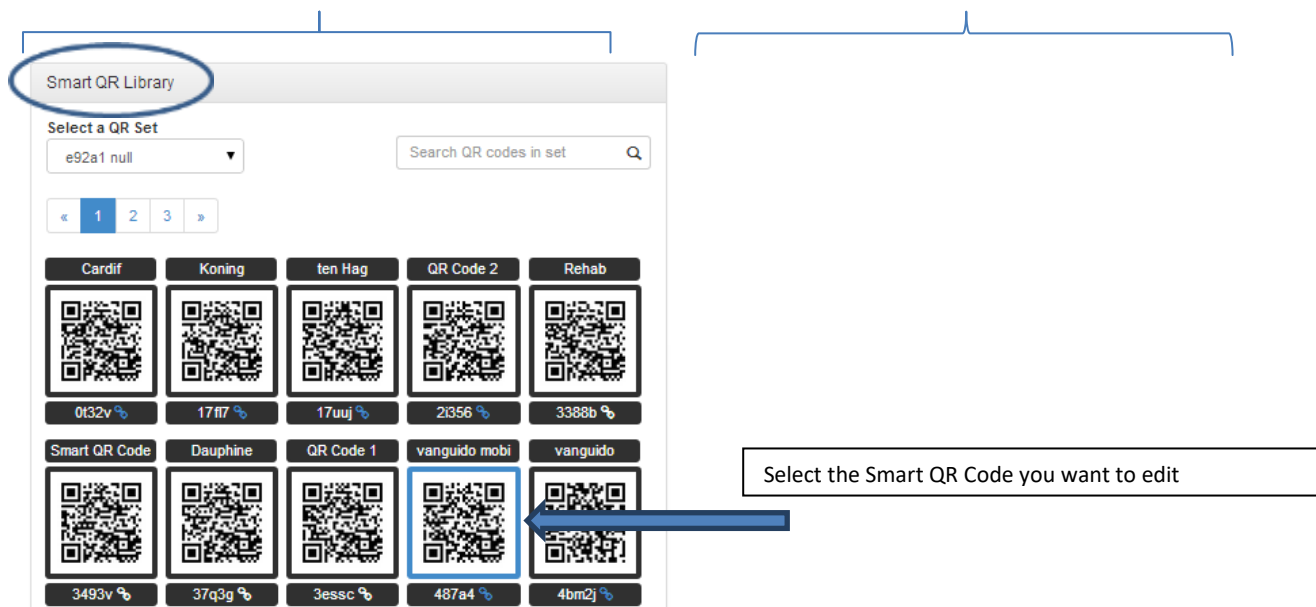 Smart QR Library
Select a QR Set
e92a1 null
Search QR codes in set
« 1 2 3 »
Cardif Koning ten Hag QR Code 2 Rehab
0t32v 17fl7 17uuj 2i356 3388b
Smart QR Code Dauphine QR Code 1 vanguido mobi vanguido
Select the Smart QR Code you want to edit
3493v 37q3g 3essc 487a4 4bm2j